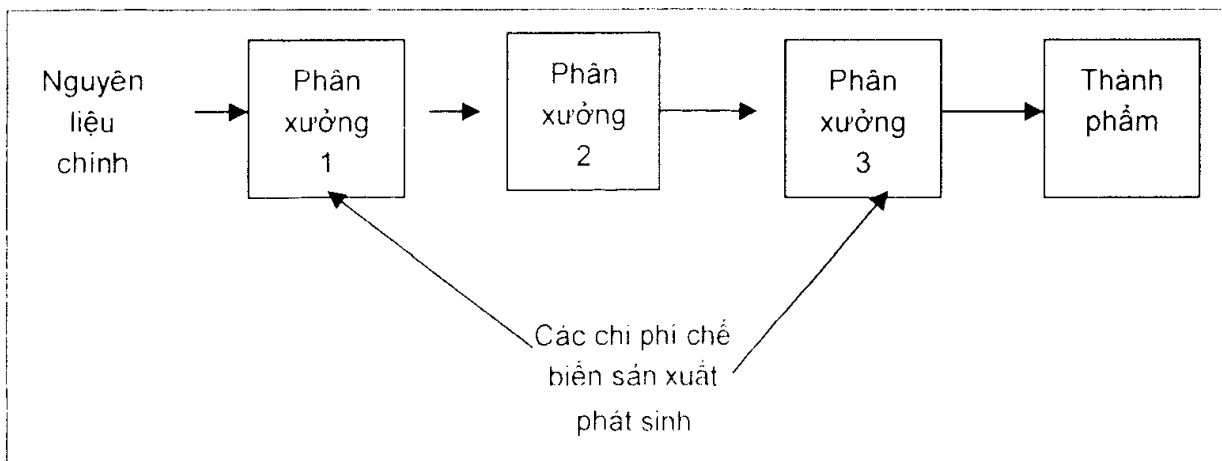 Nguyên
liệu
chính
Phân
xưởng
1
Phân
xưởng
2
Phân
xưởng
3
Thành
phẩm
Các chi phí chế
biến sản xuất
phát sinh